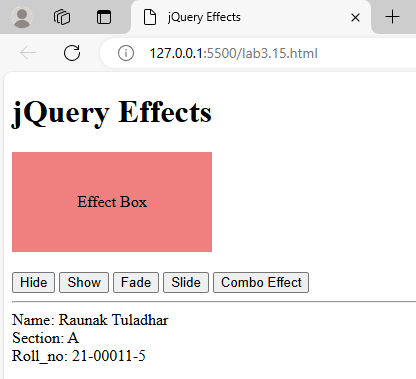 jQuery Effects
127.0.0.1:5500/lab3.15.html
jQuery Effects
Effect Box
Hide Show Fade Slide Combo Effect
Name: Raunak Tuladhar
Section: A
Roll_no: 21-00011-5